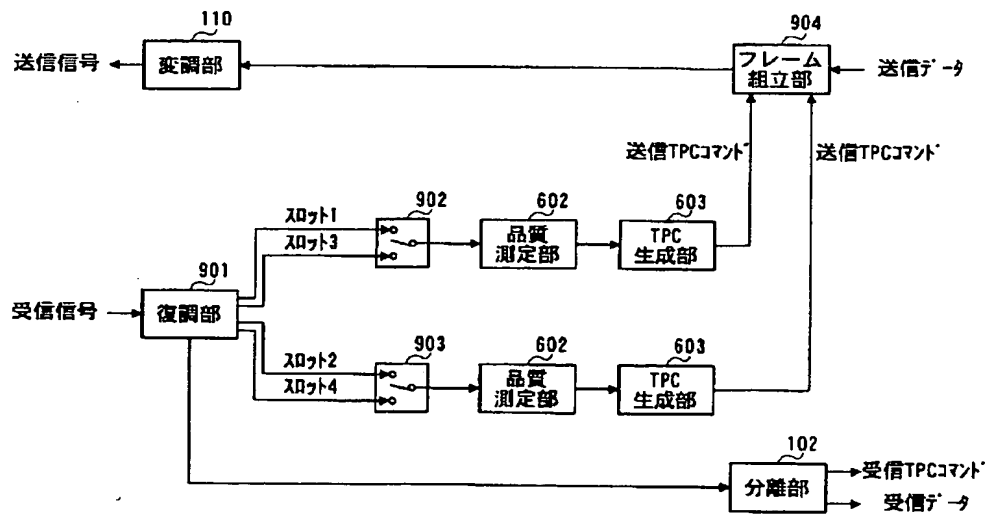 110
904
送信信号
変調部
フレーム
組立部
送信データ
送信TPCコマンド
送信TPCコマンド
スロット1
902
602
603
スロット3
品質
測定部
TPC
生成部
901
受信信号
復調部
スロット2
903
602
603
スロット4
品質
測定部
TPC
生成部
102
分離部
受信TPCコマンド
受信データ